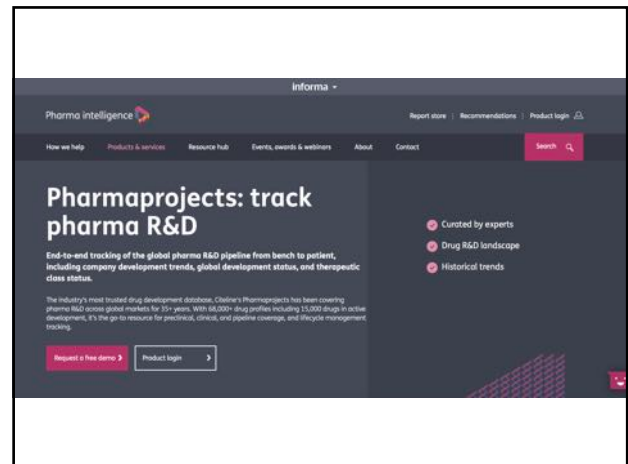 informa
Pharma intelligence
Report store | Recommendations | Product login
How we help Products & services Resource hub Events, awards & webinars About Contact Search
Pharmaprojects: track
pharma R&D
End-to-end tracking of the global pharma R&D pipeline from bench to patient,
including company development trends, global development status, and therapeutic
class status.
The industry's most trusted drug development database, Citeline's Pharmaprojects has been covering
pharma R&D across global markets for 35+ years. With 68,000+ drug profiles including 15,000 drugs in active
development, it's the go-to resource for preclinical, clinical, and pipeline coverage, and lifecycle management
tracking.
Request a free demo Product login
Curated by experts
Drug R&D landscape
Historical trends